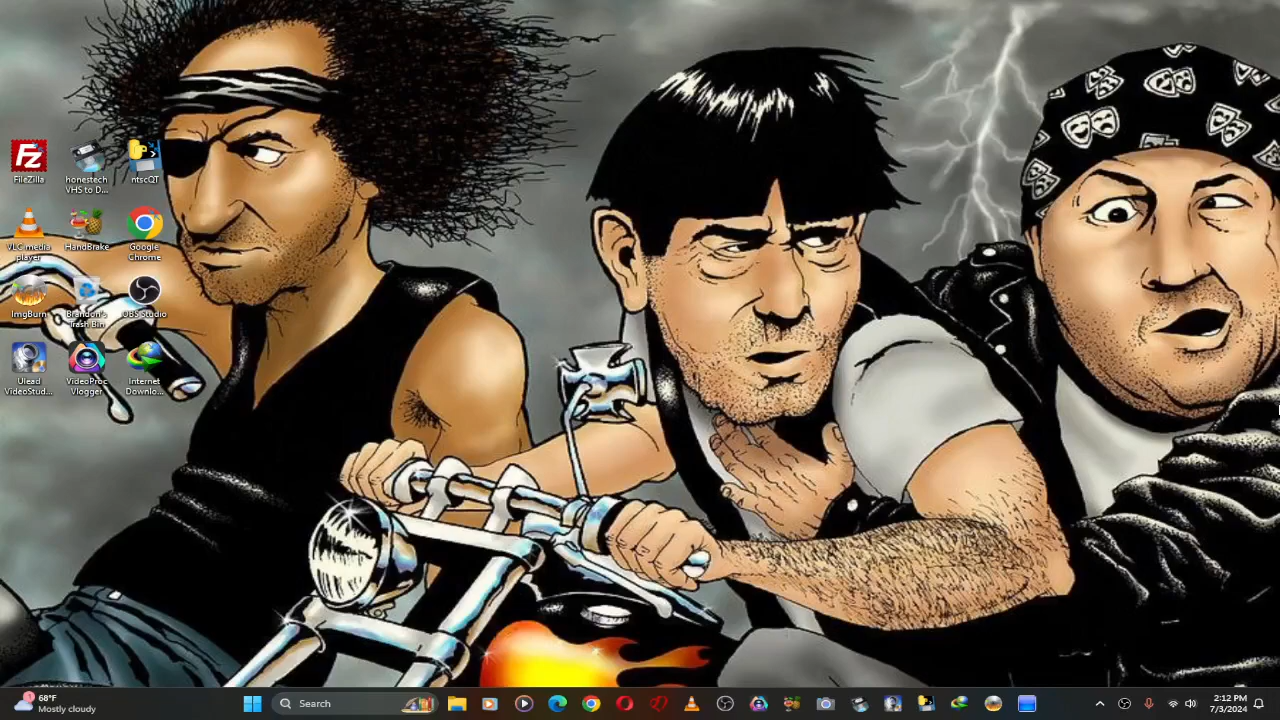 FileZilla
honestech
VHS to D...
ntscQT
VLC media
player
HandBrake
Google
Chrome
ImgBurn
Brandon's
Trash Bin
OBS Studio
Ulead
VideoStud...
VideoProc
Vlogger
Internet
Downlo...
1
68°F
Mostly cloudy
Search
2:12 PM
7/3/2024